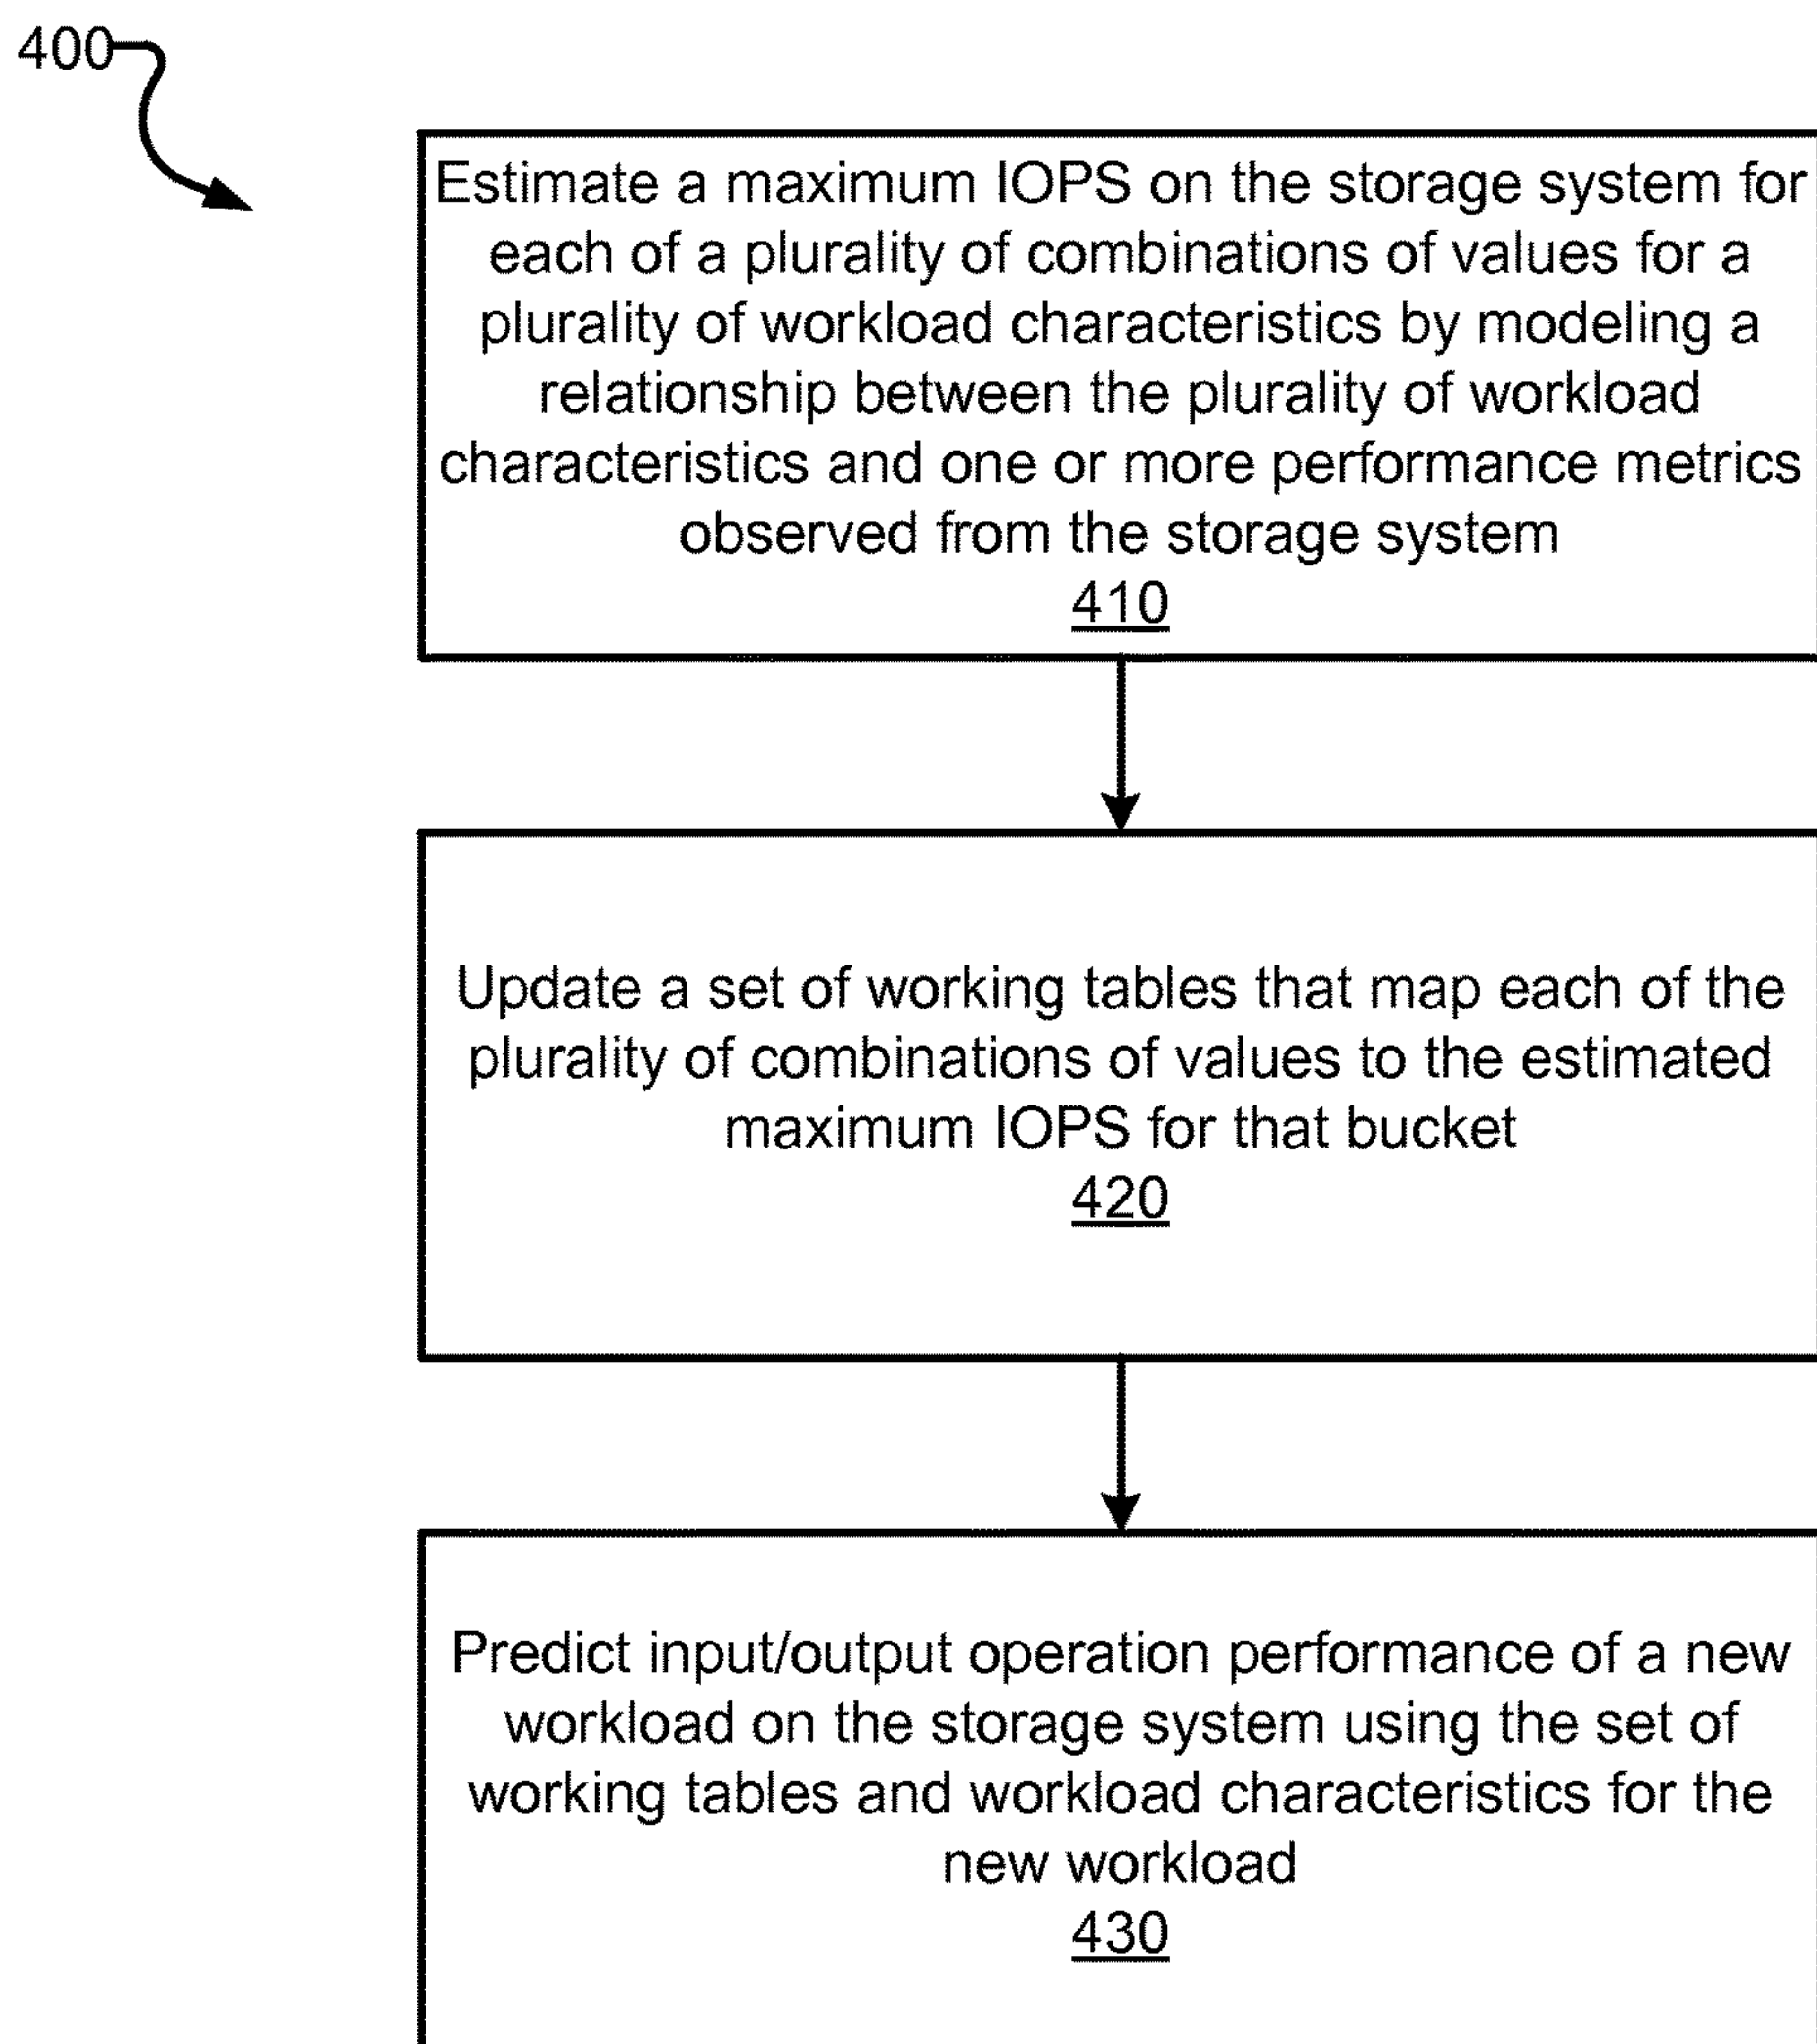 400
Estimate a maximum IOPS on the storage system for
each of a plurality of combinations of values for a
plurality of workload characteristics by modeling a
relationship between the plurality of workload
characteristics and one or more performance metrics
observed from the storage system
410
Update a set of working tables that map each of the
plurality of combinations of values to the estimated
maximum IOPS for that bucket
420
Predict input/output operation performance of a new
workload on the storage system using the set of
working tables and workload characteristics for the
new workload
430